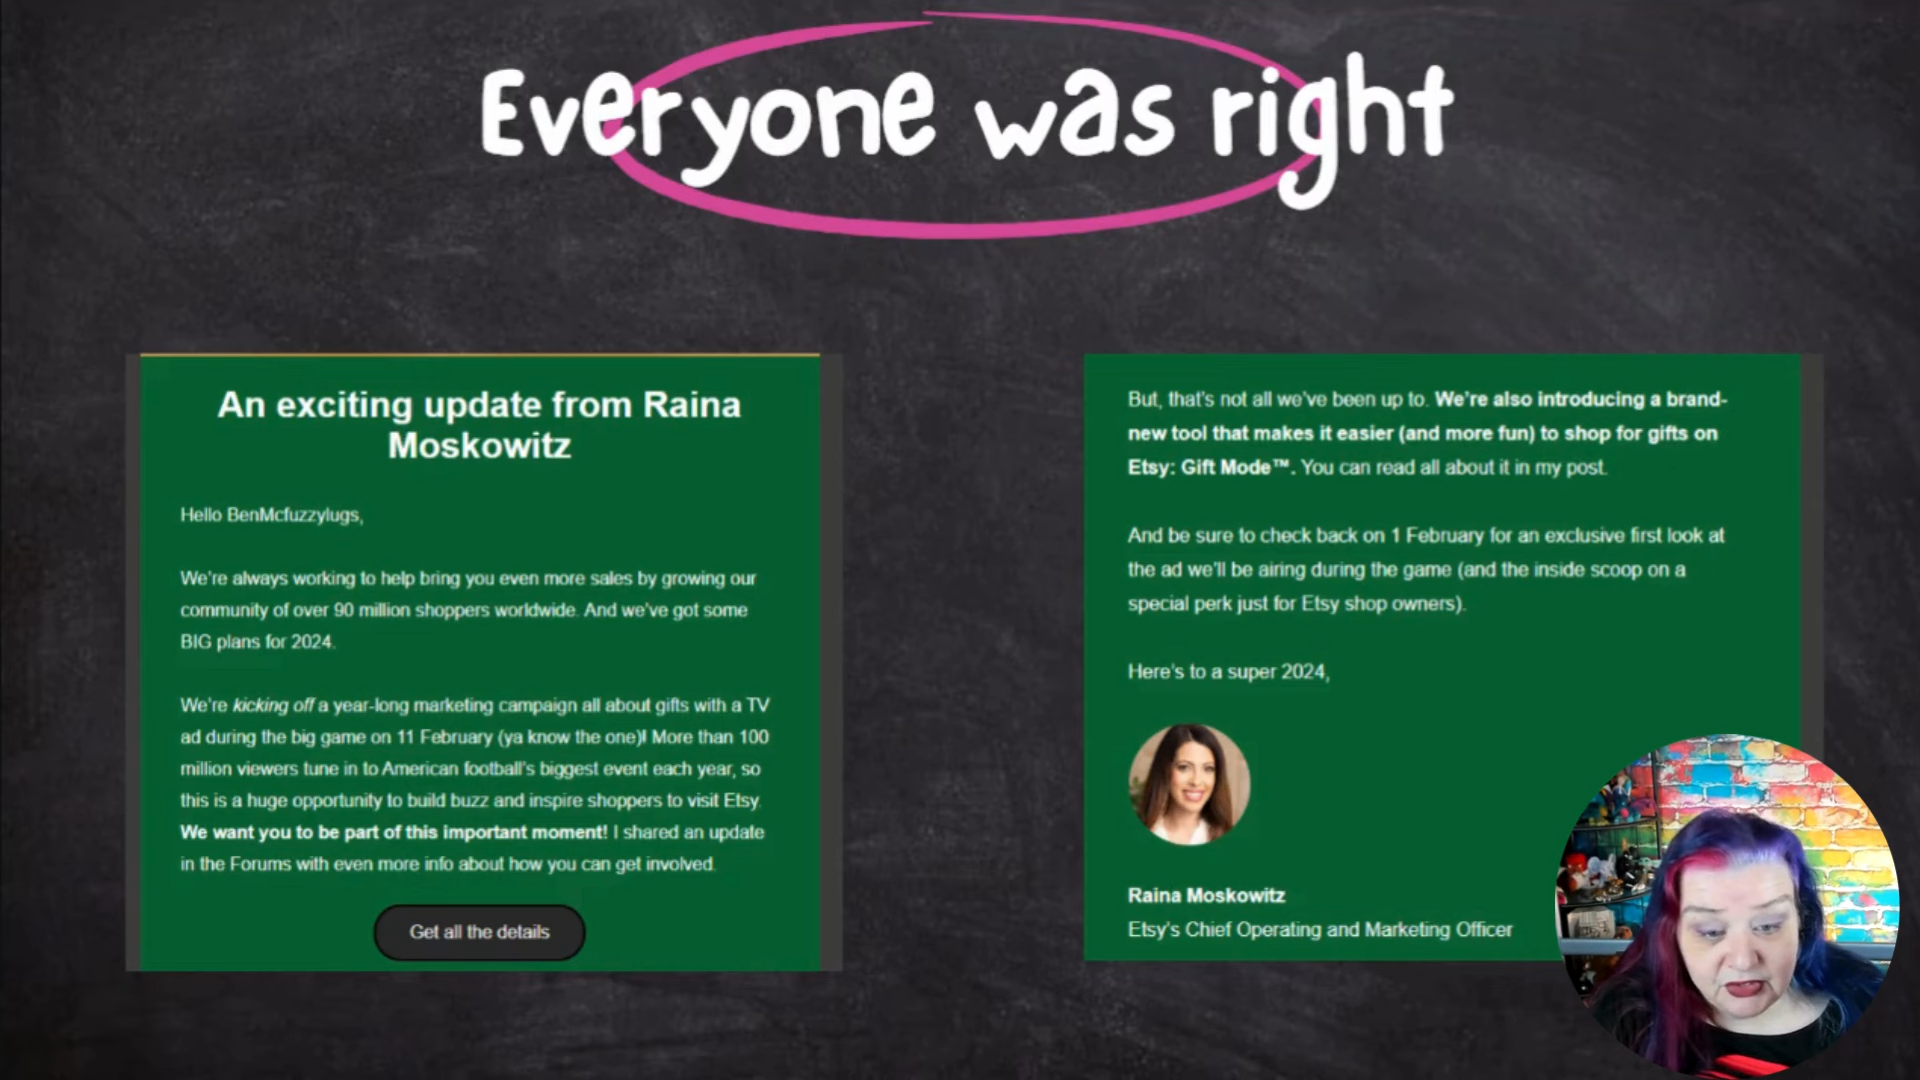 Everyone was right
An exciting update from Raina
Moskowitz
Hello BenMcfuzzylugs,
We're always working to help bring you even more sales by growing our
community of over 90 million shoppers worldwide. And we've got some
BIG plans for 2024.
We're kicking off a year-long marketing campaign all about gifts with a TV
ad during the big game on 11 February (ya know the one)! More than 100
million viewers tune in to American football's biggest event each year, so
this is a huge opportunity to build buzz and inspire shoppers to visit Etsy.
We want you to be part of this important moment! I shared an update
in the Forums with even more info about how you can get involved.
Get all the details
But, that's not all we've been up to. We're also introducing a brand-
new tool that makes it easier (and more fun) to shop for gifts on
Etsy: Gift Mode™. You can read all about it in my post.
And be sure to check back on 1 February for an exclusive first look at
the ad we'll be airing during the game (and the inside scoop on a
special perk just for Etsy shop owners).
Here's to a super 2024,
Raina Moskowitz
Etsy's Chief Operating and Marketing Officer